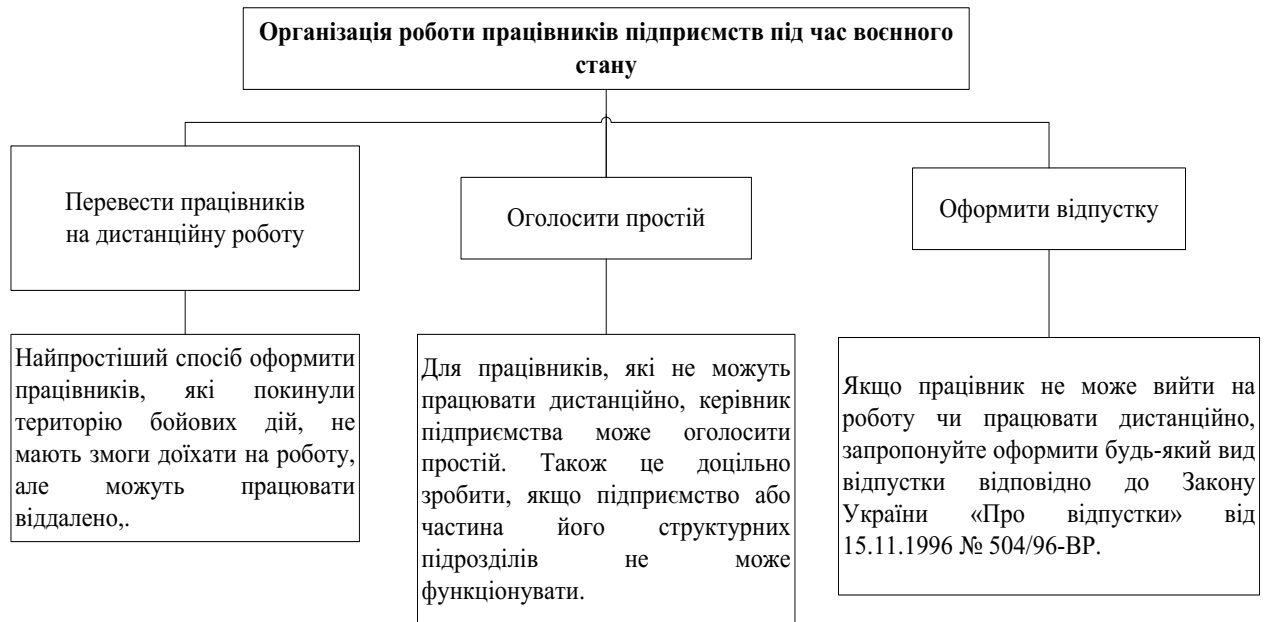 Організація роботи працівників підприємств під час воєнного
стану
Перевести працівників
на дистанційну роботу
Оголосити простій
Оформити відпустку
Найпростіший спосіб оформити
працівників, які покинули
територію бойових дій, не
мають змоги доїхати на роботу,
але можуть працювати
віддалено,.
Для працівників, які не можуть
працювати дистанційно, керівник
підприємства може оголосити
простій. Також це доцільно
зробити, якщо підприємство або
частина його структурних
підрозділів не може
функціонувати.
Якщо працівник не може вийти на
роботу чи працювати дистанційно,
запропонуйте оформити будь-який вид
відпустки відповідно до Закону
України «Про відпустки» від
15.11.1996 № 504/96-ВР.